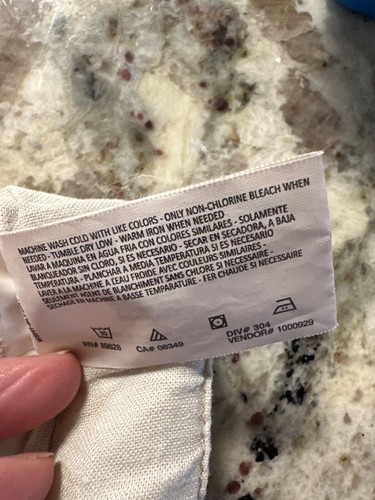 MACHINE WASH COLD WITH LIKE COLORS - ONLY NON-CHLORINE BLEACH WHEN
NEEDED - TUMBLE DRY LOW - WARM IRON WHEN NEEDED
LAVAR A MAQUINA EN AGUA FRIA CON COLORES SIMILARES - SOLAMENTE
BLANQUEADOR SIN CLORO, SI ES NECESARIO - SECAR EN SECADORA, A BAJA
TEMPERATURA - PLANCHAR A MEDIA TEMPERATURA SI ES NECESARIO
LAVER A LA MACHINE A L'EAU FROIDE AVEC COULEURS SIMILAIRES -
SEULEMENT AGENT DE BLANCHIMENT SANS CHLORE SI NECESSAIRE -
SECHAGE EN MACHINE A BASSE TEMPERATURE - FER CHAUDE SI NECESSAIRE
30
RN# 89828
CA# 08349
DIV# 304
VENDOR# 1000929